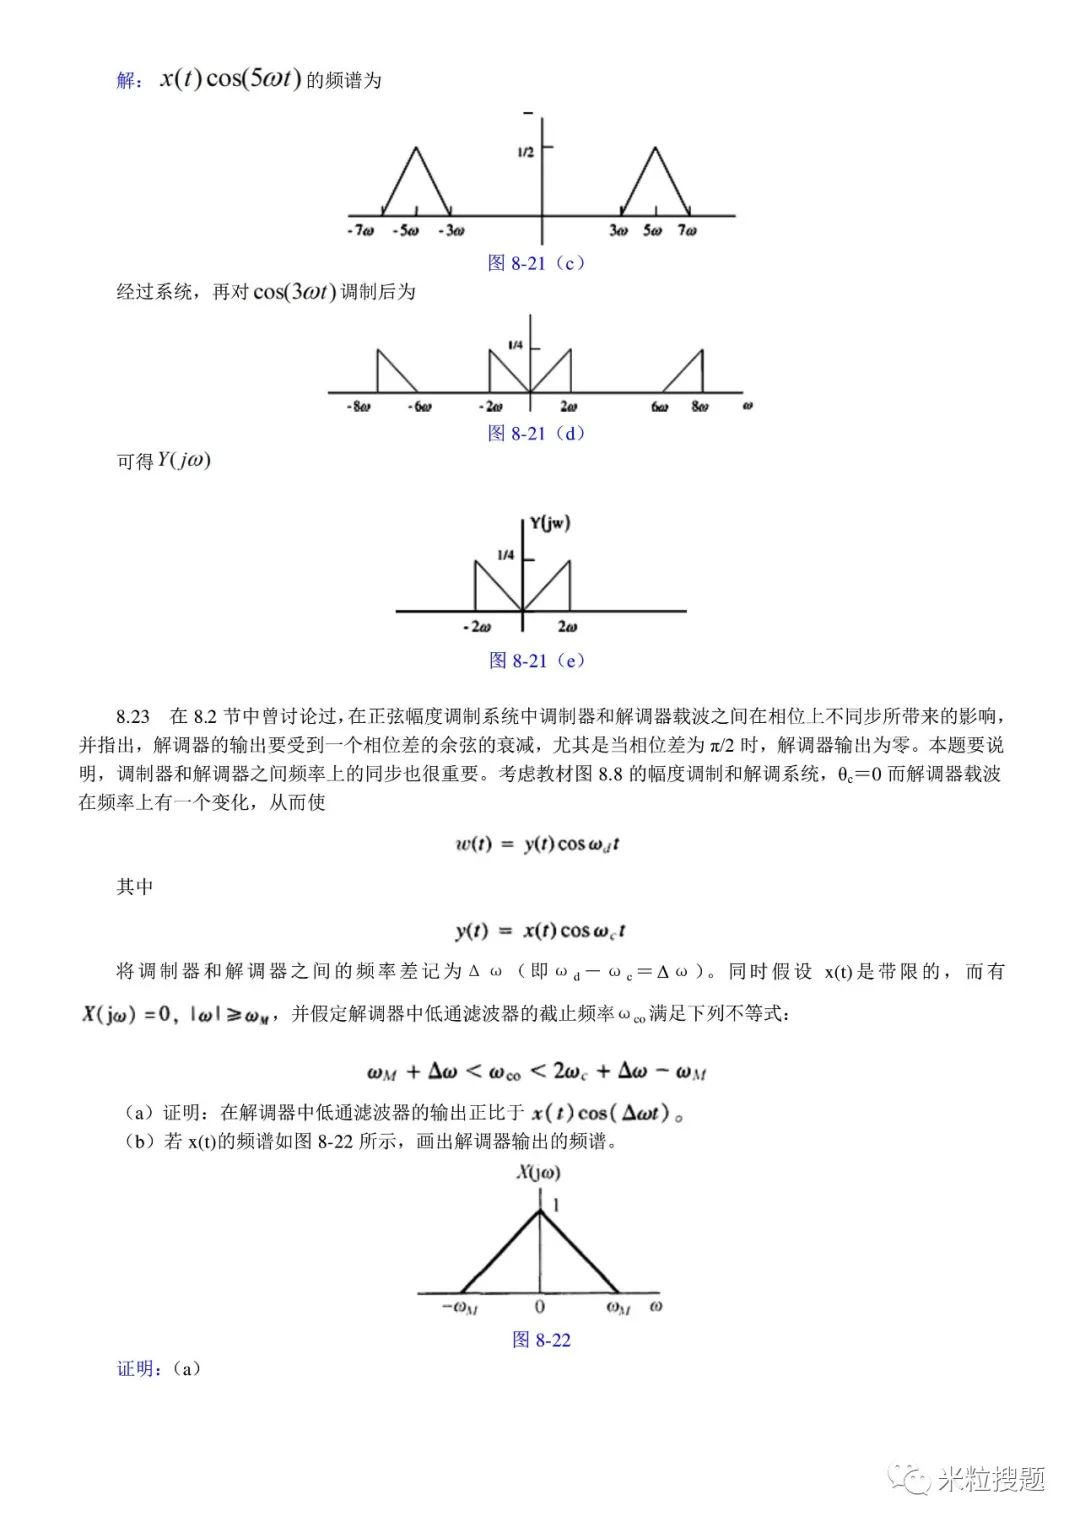 解： x(t)cos(5ωt)的频谱为
1/2
-7ω -5ω -3ω 3ω 5ω 7ω
图 8-21（c）
经过系统，再对 cos(3ωt) 调制后为
1/4
-8ω -6ω -2ω 2ω 6ω 8ω ω
图 8-21（d）
可得 Y(jω)
Y(jw)
1/4
-2ω 2ω
图 8-21（e）
8.23 在 8.2 节中曾讨论过，在正弦幅度调制系统中调制器和解调器载波之间在相位上不同步所带来的影响，
并指出，解调器的输出要受到一个相位差的余弦的衰减，尤其是当相位差为 π/2 时，解调器输出为零。本题要说
明，调制器和解调器之间频率上的同步也很重要。考虑教材图 8.8 的幅度调制和解调系统，θc＝0 而解调器载波
在频率上有一个变化，从而使
w(t) = y(t)cos ω_d t
其中
y(t) = x(t)cos ω_c t
将调制器和解调器之间的频率差记为 Δω（即 ω_d－ω_c＝Δω）。同时假设 x(t)是带限的，而有
X(jω)=0, |ω|≥ω_M，并假定解调器中低通滤波器的截止频率 ω_co 满足下列不等式：
ω_M + Δω < ω_co < 2ω_c + Δω − ω_M
（a）证明：在解调器中低通滤波器的输出正比于 x(t)cos(Δωt)。
（b）若 x(t)的频谱如图 8-22 所示，画出解调器输出的频谱。
X(jω)
1
−ω_M 0 ω_M ω
图 8-22
证明：（a）
米粒搜题